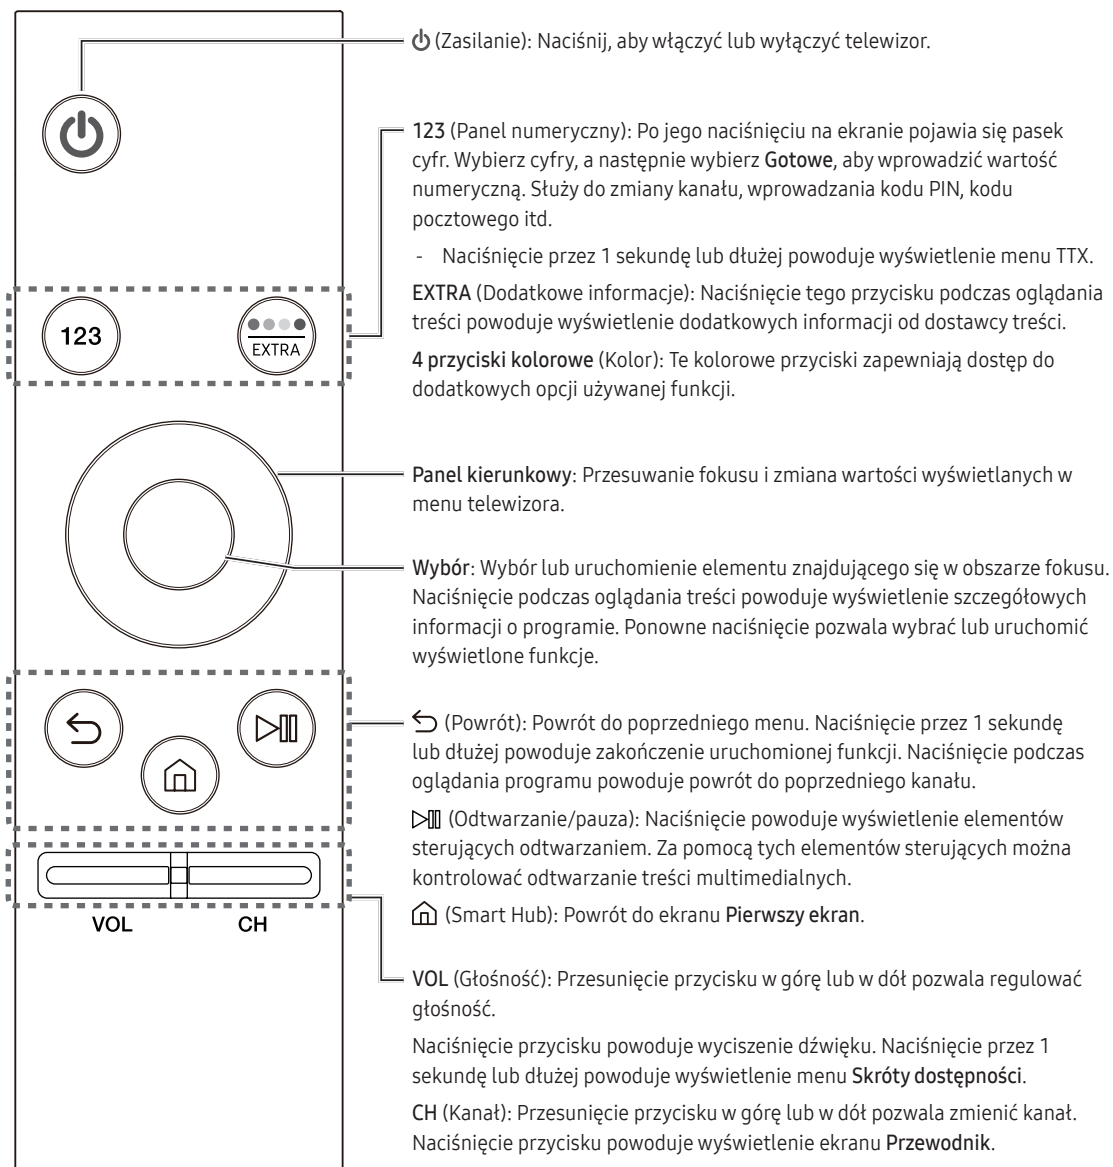 (Zasilanie): Naciśnij, aby włączyć lub wyłączyć telewizor.
123 (Panel numeryczny): Po jego naciśnięciu na ekranie pojawia się pasek
cyfr. Wybierz cyfry, a następnie wybierz Gotowe, aby wprowadzić wartość
numeryczną. Służy do zmiany kanału, wprowadzania kodu PIN, kodu
pocztowego itd.
- Naciśnięcie przez 1 sekundę lub dłużej powoduje wyświetlenie menu TTX.
EXTRA (Dodatkowe informacje): Naciśnięcie tego przycisku podczas oglądania
treści powoduje wyświetlenie dodatkowych informacji od dostawcy treści.
4 przyciski kolorowe (Kolor): Te kolorowe przyciski zapewniają dostęp do
dodatkowych opcji używanej funkcji.
123
EXTRA
Panel kierunkowy: Przesuwanie fokusu i zmiana wartości wyświetlanych w
menu telewizora.
Wybór: Wybór lub uruchomienie elementu znajdującego się w obszarze fokusu.
Naciśnięcie podczas oglądania treści powoduje wyświetlenie szczegółowych
informacji o programie. Ponowne naciśnięcie pozwala wybrać lub uruchomić
wyświetlone funkcje.
(Powrót): Powrót do poprzedniego menu. Naciśnięcie przez 1 sekundę
lub dłużej powoduje zakończenie uruchomionej funkcji. Naciśnięcie podczas
oglądania programu powoduje powrót do poprzedniego kanału.
(Odtwarzanie/pauza): Naciśnięcie powoduje wyświetlenie elementów
sterujących odtwarzaniem. Za pomocą tych elementów sterujących można
kontrolować odtwarzanie treści multimedialnych.
(Smart Hub): Powrót do ekranu Pierwszy ekran.
VOL
CH
VOL (Głośność): Przesunięcie przycisku w górę lub w dół pozwala regulować
głośność.
Naciśnięcie przycisku powoduje wyciszenie dźwięku. Naciśnięcie przez 1
sekundę lub dłużej powoduje wyświetlenie menu Skróty dostępności.
CH (Kanał): Przesunięcie przycisku w górę lub w dół pozwala zmienić kanał.
Naciśnięcie przycisku powoduje wyświetlenie ekranu Przewodnik.